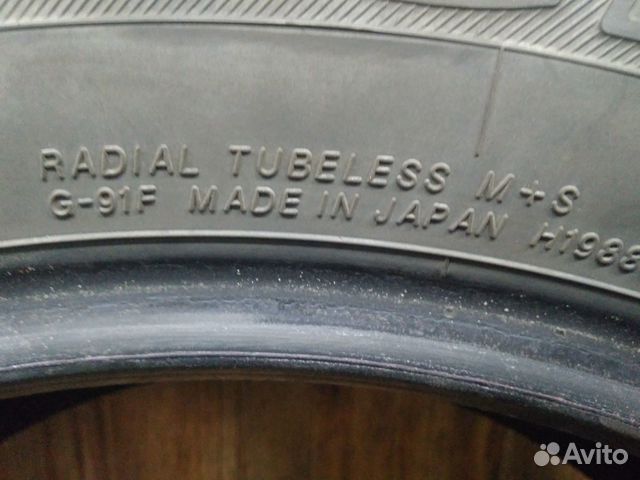 RADIAL TUBELESS M+S
G-91F MADE IN JAPAN H1988
Avito